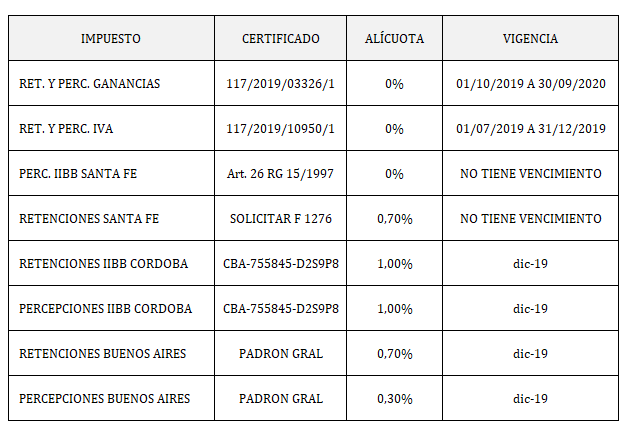 IMPUESTO CERTIFICADO ALÍCUOTA VIGENCIA
RET. Y PERC. GANANCIAS 117/2019/03326/1 0% 01/10/2019 A 30/09/2020
RET. Y PERC. IVA 117/2019/10950/1 0% 01/07/2019 A 31/12/2019
PERC. IIBB SANTA FE Art. 26 RG 15/1997 0% NO TIENE VENCIMIENTO
RETENCIONES SANTA FE SOLICITAR F 1276 0,70% NO TIENE VENCIMIENTO
RETENCIONES IIBB CORDOBA CBA-755845-D2S9P8 1,00% dic-19
PERCEPCIONES IIBB CORDOBA CBA-755845-D2S9P8 1,00% dic-19
RETENCIONES BUENOS AIRES PADRON GRAL 0,70% dic-19
PERCEPCIONES BUENOS AIRES PADRON GRAL 0,30% dic-19